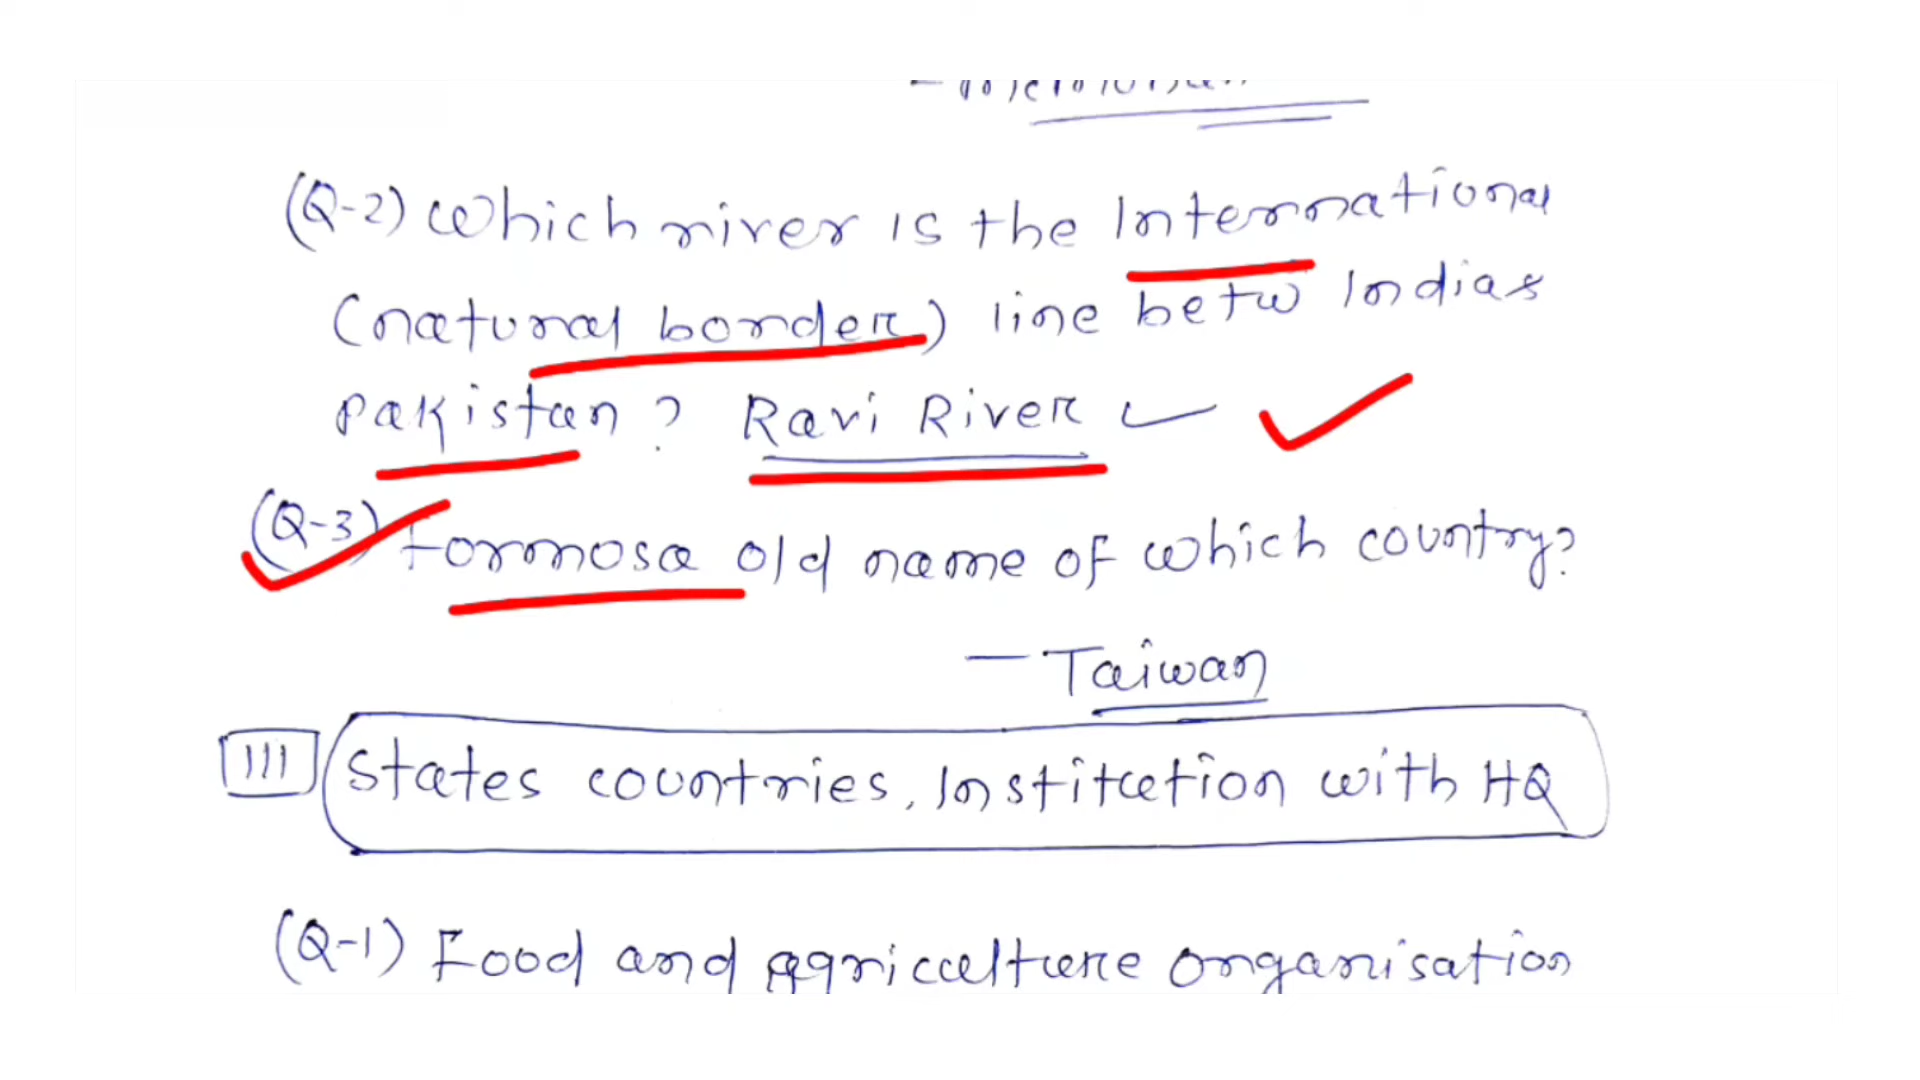 (Q-2) Which river is the International
(natural border) line betw India &
Pakistan ? Ravi River
(Q-3) Formosa old name of which country?
– Taiwan
III States countries, Institution with HQ
(Q-1) Food and agriculture organisation